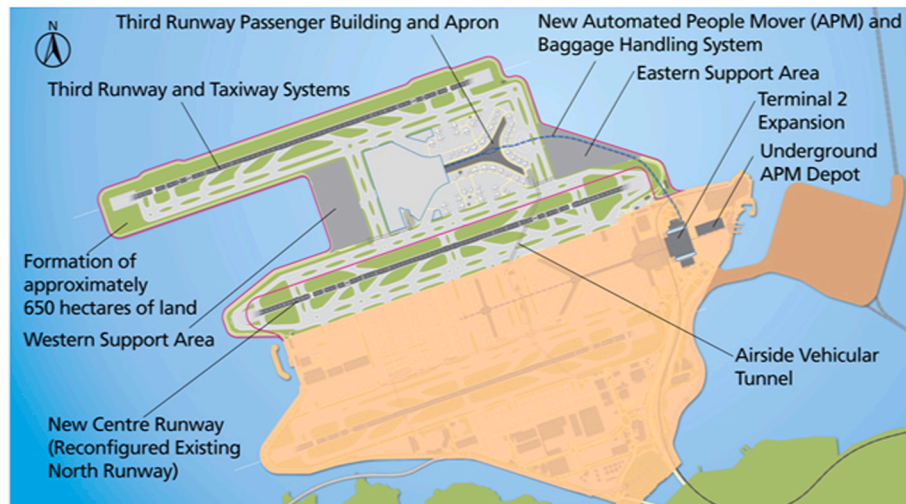 N
Third Runway Passenger Building and Apron
New Automated People Mover (APM) and
Baggage Handling System
Third Runway and Taxiway Systems
Eastern Support Area
Terminal 2
Expansion
Underground
APM Depot
Formation of
approximately
650 hectares of land
Western Support Area
Airside Vehicular
Tunnel
New Centre Runway
(Reconfigured Existing
North Runway)